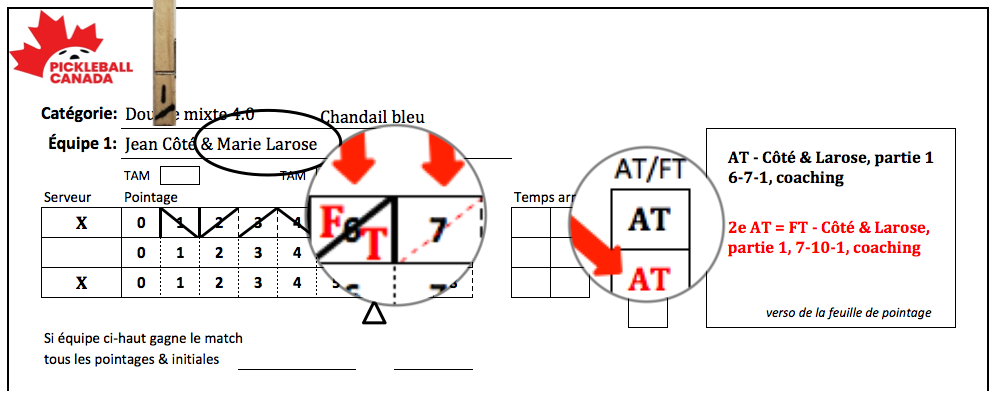 PICKLEBALL
CANADA
Catégorie: Dou e mixte 4.0 Chandail bleu
Équipe 1: Jean Côté & Marie Larose
TAM TAM
Serveur Pointage Temps arr AT/FT
X 0 1 2 3 4 F 6 T 7 AT
0 1 2 3 4 AT
X 0 1 2 3 4
AT - Côté & Larose, partie 1
6-7-1, coaching
2e AT = FT - Côté & Larose,
partie 1, 7-10-1, coaching
verso de la feuille de pointage
Si équipe ci-haut gagne le match
tous les pointages & initiales